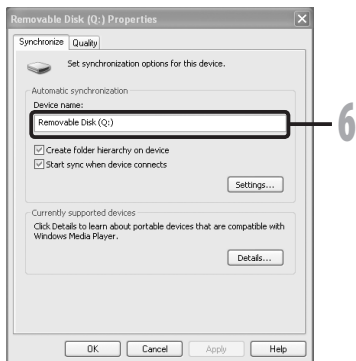 Removable Disk (Q:) Properties
Synchronize Quality
Set synchronization options for this device.
Automatic synchronization
Device name:
Removable Disk (Q:)
6
Create folder hierarchy on device
Start sync when device connects
Settings...
Currently supported devices
Click Details to learn about portable devices that are compatible with
Windows Media Player.
Details...
OK Cancel Apply Help